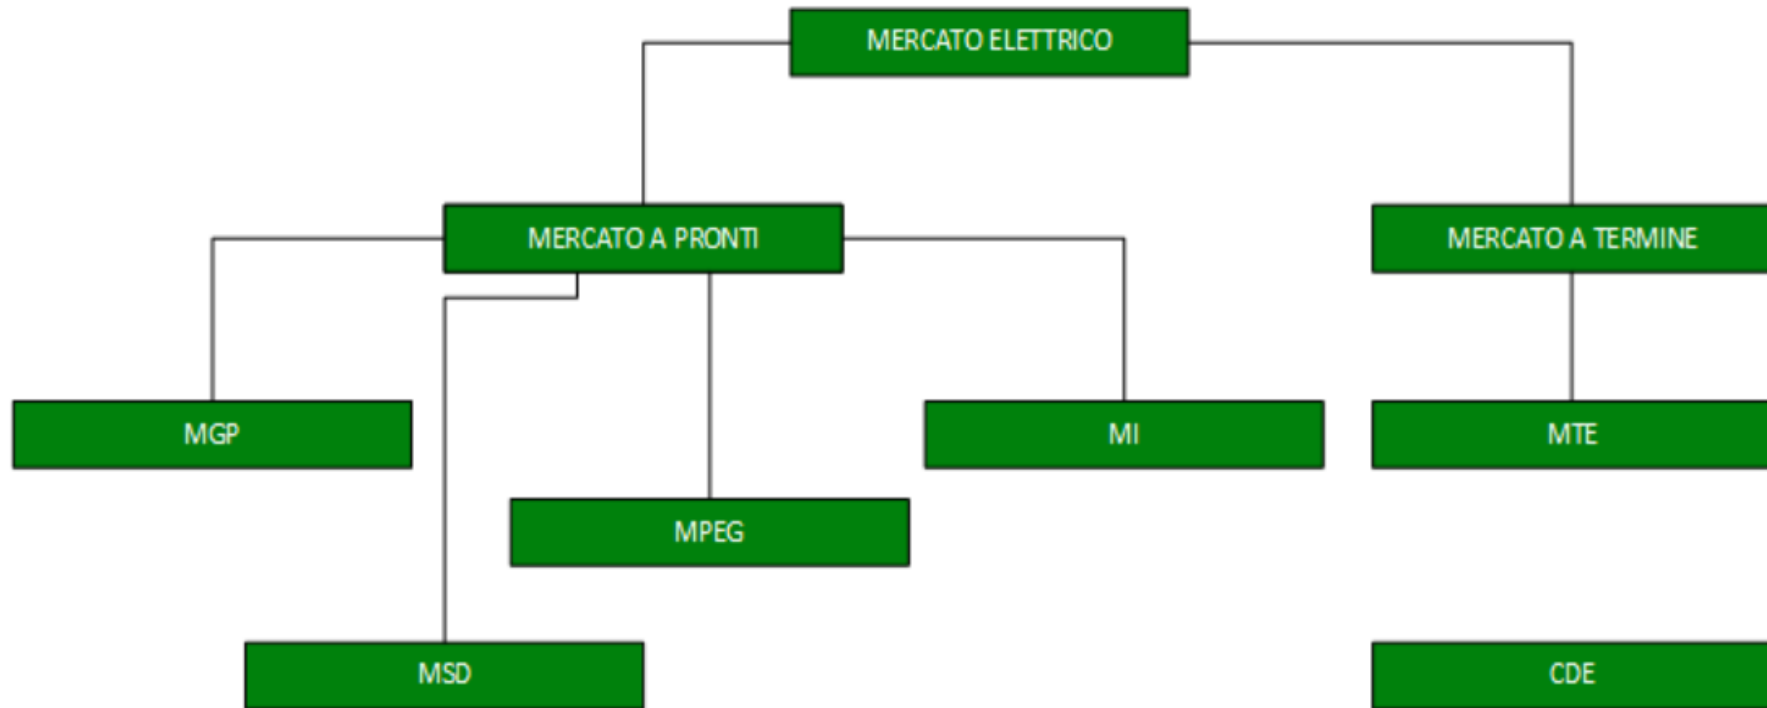 MERCATO ELETTRICO
MERCATO A PRONTI
MERCATO A TERMINE
MGP
MI
MTE
MPEG
MSD
CDE